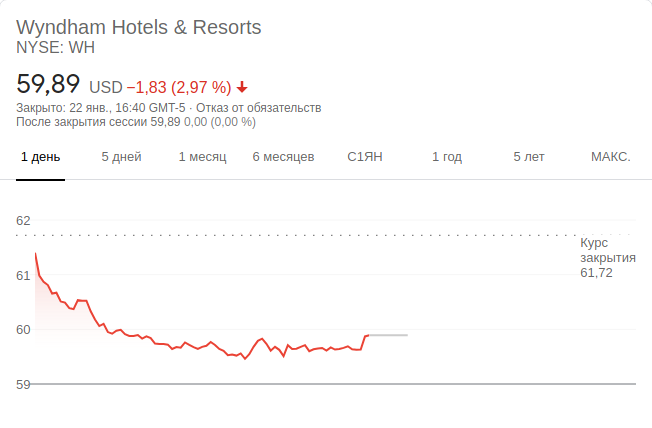 Wyndham Hotels & Resorts
NYSE: WH
59,89 USD −1,83 (2,97 %)
Закрыто: 22 янв., 16:40 GMT-5 · Отказ от обязательств
После закрытия сессии 59,89 0,00 (0,00 %)
1 день 5 дней 1 месяц 6 месяцев С1ЯН 1 год 5 лет МАКС.
62
Курс
закрытия
61,72
61
60
59